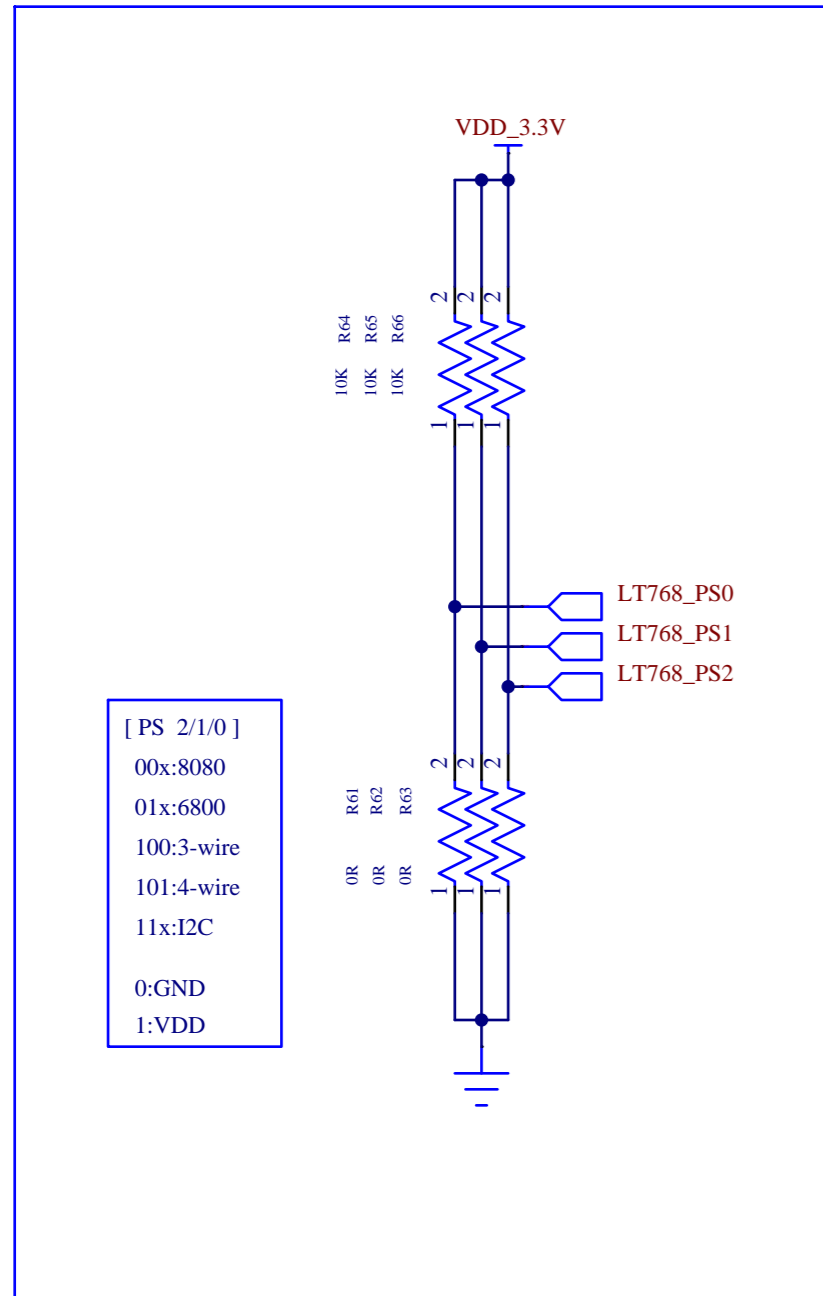 VDD_3.3V
2 2 2
R64 R65 R66
10K 10K 10K
1 1 1
LT768_PS0
LT768_PS1
LT768_PS2
[ PS 2/1/0 ]
00x:8080
01x:6800
100:3-wire
101:4-wire
11x:I2C
0:GND
1:VDD
2 2 2
R61 R62 R63
0R 0R 0R
1 1 1